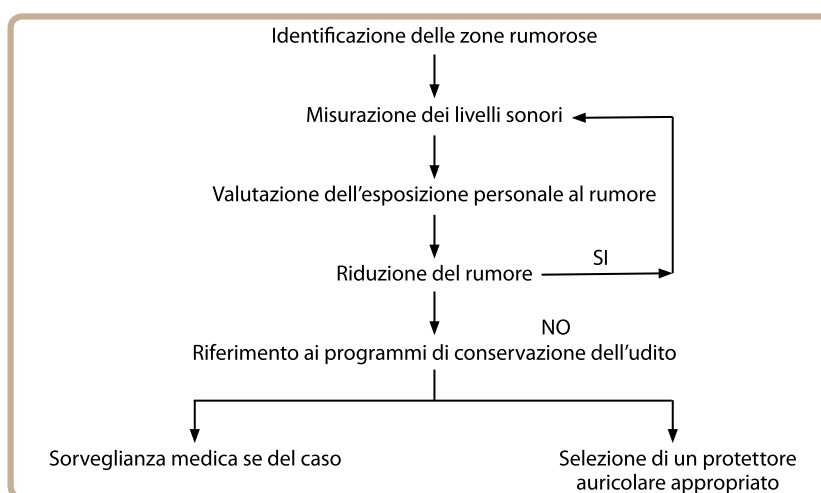 Identificazione delle zone rumorose
Misurazione dei livelli sonori
Valutazione dell'esposizione personale al rumore
Riduzione del rumore
SI
NO
Riferimento ai programmi di conservazione dell'udito
Sorveglianza medica se del caso
Selezione di un protettore
auricolare appropriato